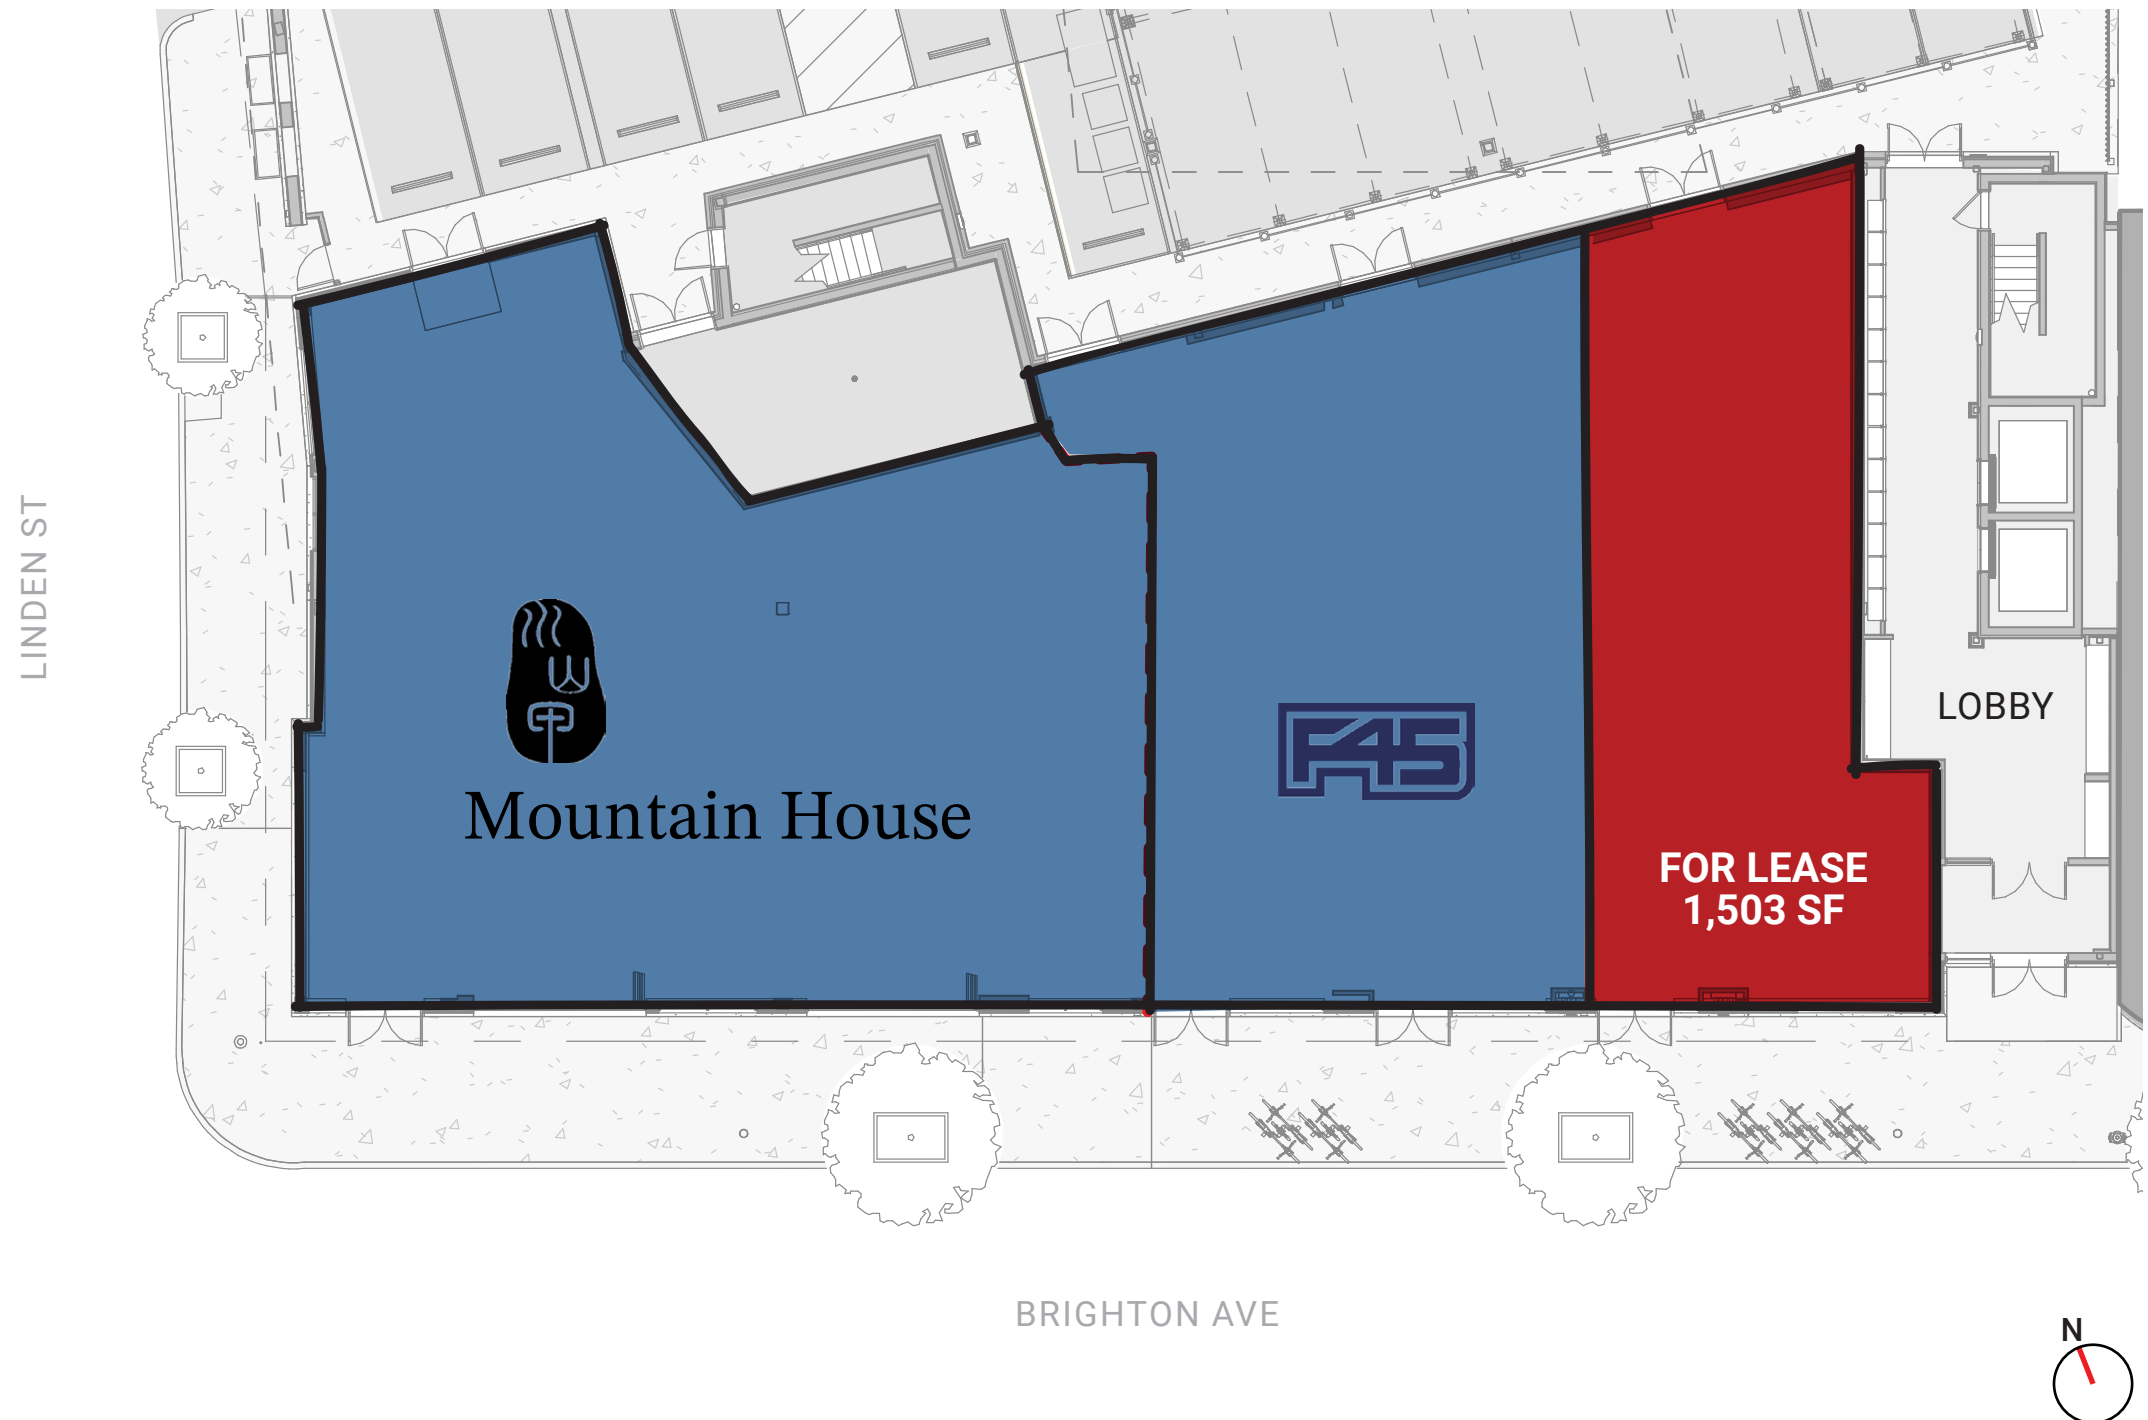 LINDEN ST
Mountain House
F45
FOR LEASE
1,503 SF
LOBBY
BRIGHTON AVE
N